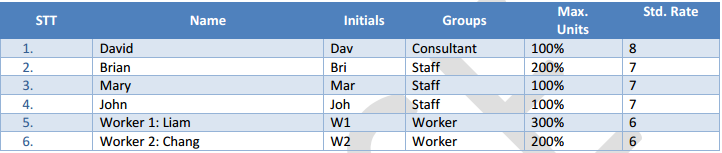 STT Name Initials Groups Max. Units Std. Rate
1. David Dav Consultant 100% 8
2. Brian Bri Staff 200% 7
3. Mary Mar Staff 100% 7
4. John Joh Staff 100% 7
5. Worker 1: Liam W1 Worker 300% 6
6. Worker 2: Chang W2 Worker 200% 6